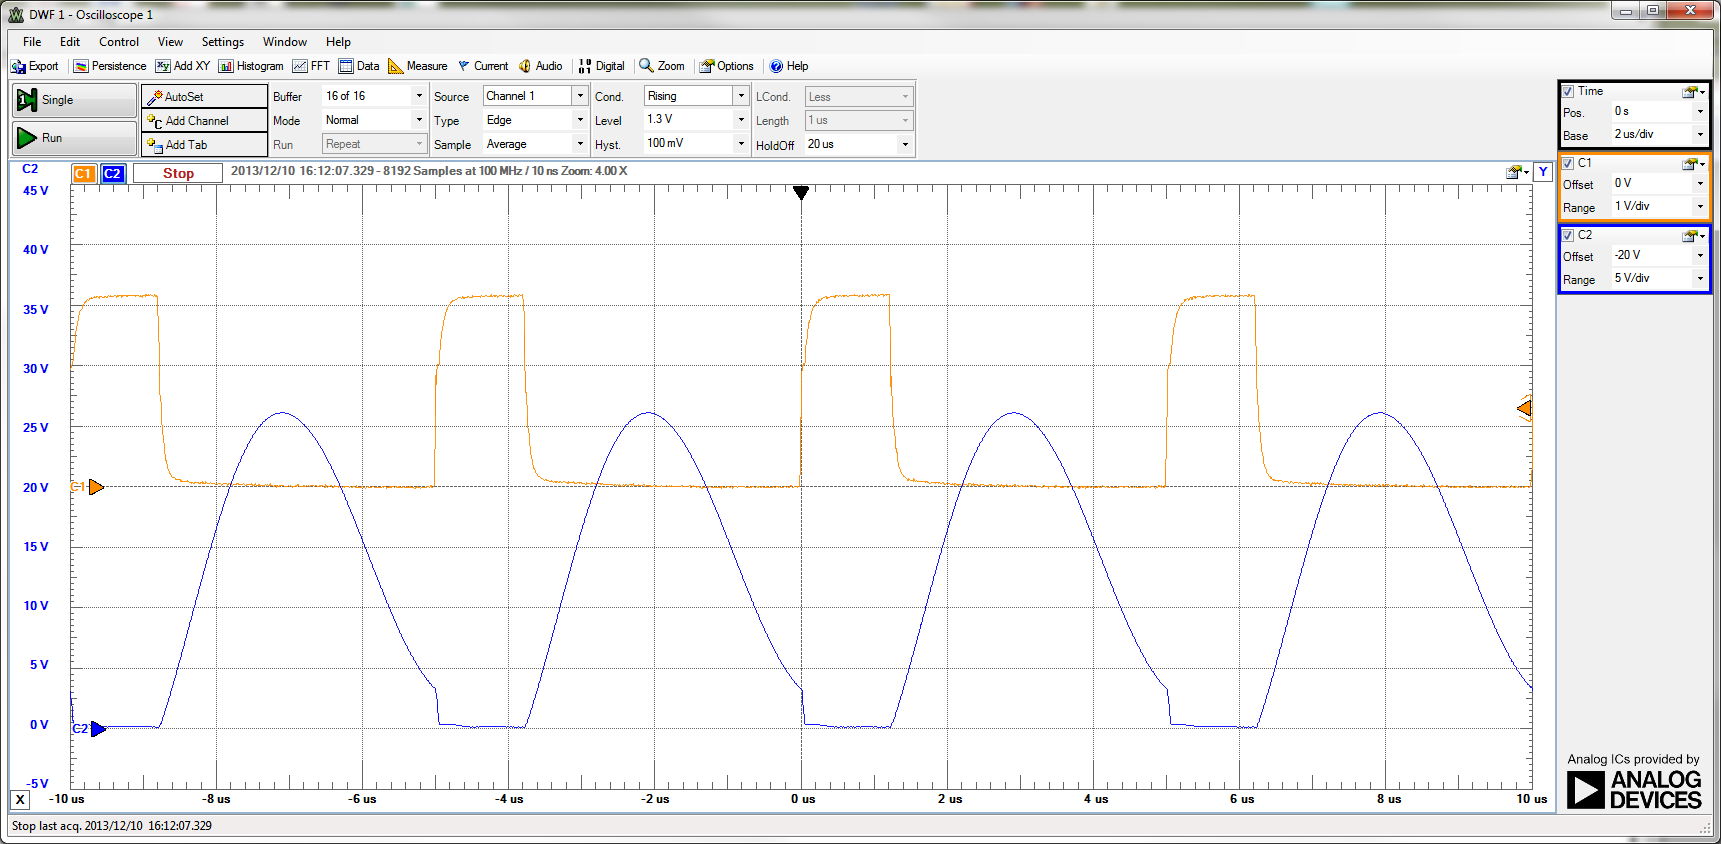 DWF 1 - Oscilloscope 1
File Edit Control View Settings Window Help
Export Persistence Add XY Histogram FFT Data Measure Current Audio Digital Zoom Options Help
Single AutoSet Buffer 16 of 16 Source Channel 1 Cond. Rising LCond. Less
Add Channel Mode Normal Type Edge Level 1.3 V Length 1 us
Run Add Tab Run Repeat Sample Average Hyst. 100 mV HoldOff 20 us
C2 C1 C2 Stop 2013/12/10 16:12:07.329 - 8192 Samples at 100 MHz / 10 ns Zoom: 4.00 X Y
45 V
40 V
35 V
30 V
25 V
20 V
15 V
10 V
5 V
0 V
-5 V
C1
C2
X -10 us -8 us -6 us -4 us -2 us 0 us 2 us 4 us 6 us 8 us 10 us
Time
Pos. 0 s
Base 2 us/div
C1
Offset 0 V
Range 1 V/div
C2
Offset -20 V
Range 5 V/div
Analog ICs provided by
ANALOG
DEVICES
Stop last acq. 2013/12/10 16:12:07.329